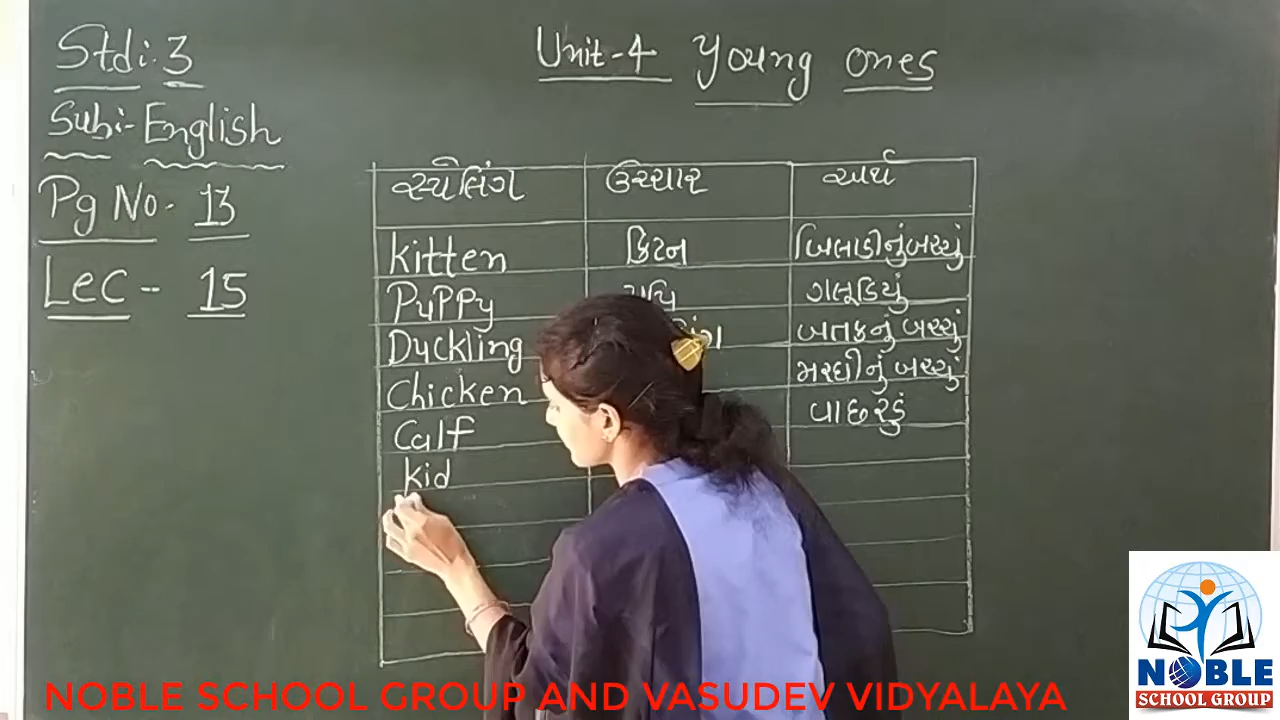 Std: 3
Unit-4 Young ones
Sub:- English
Pg No. 13
Lec - 15
સ્પેલિંગ ઉચ્ચાર અર્થ
Kitten કિટન બિલાડીનું બચ્ચું
Puppy પપિ ગલૂડિયું
Duckling બતકનું બચ્ચું
Chicken મરઘીનું બચ્ચું
Calf વાછરડું
Kid
NOBLE
SCHOOL GROUP
NOBLE SCHOOL GROUP AND VASUDEV VIDYALAYA